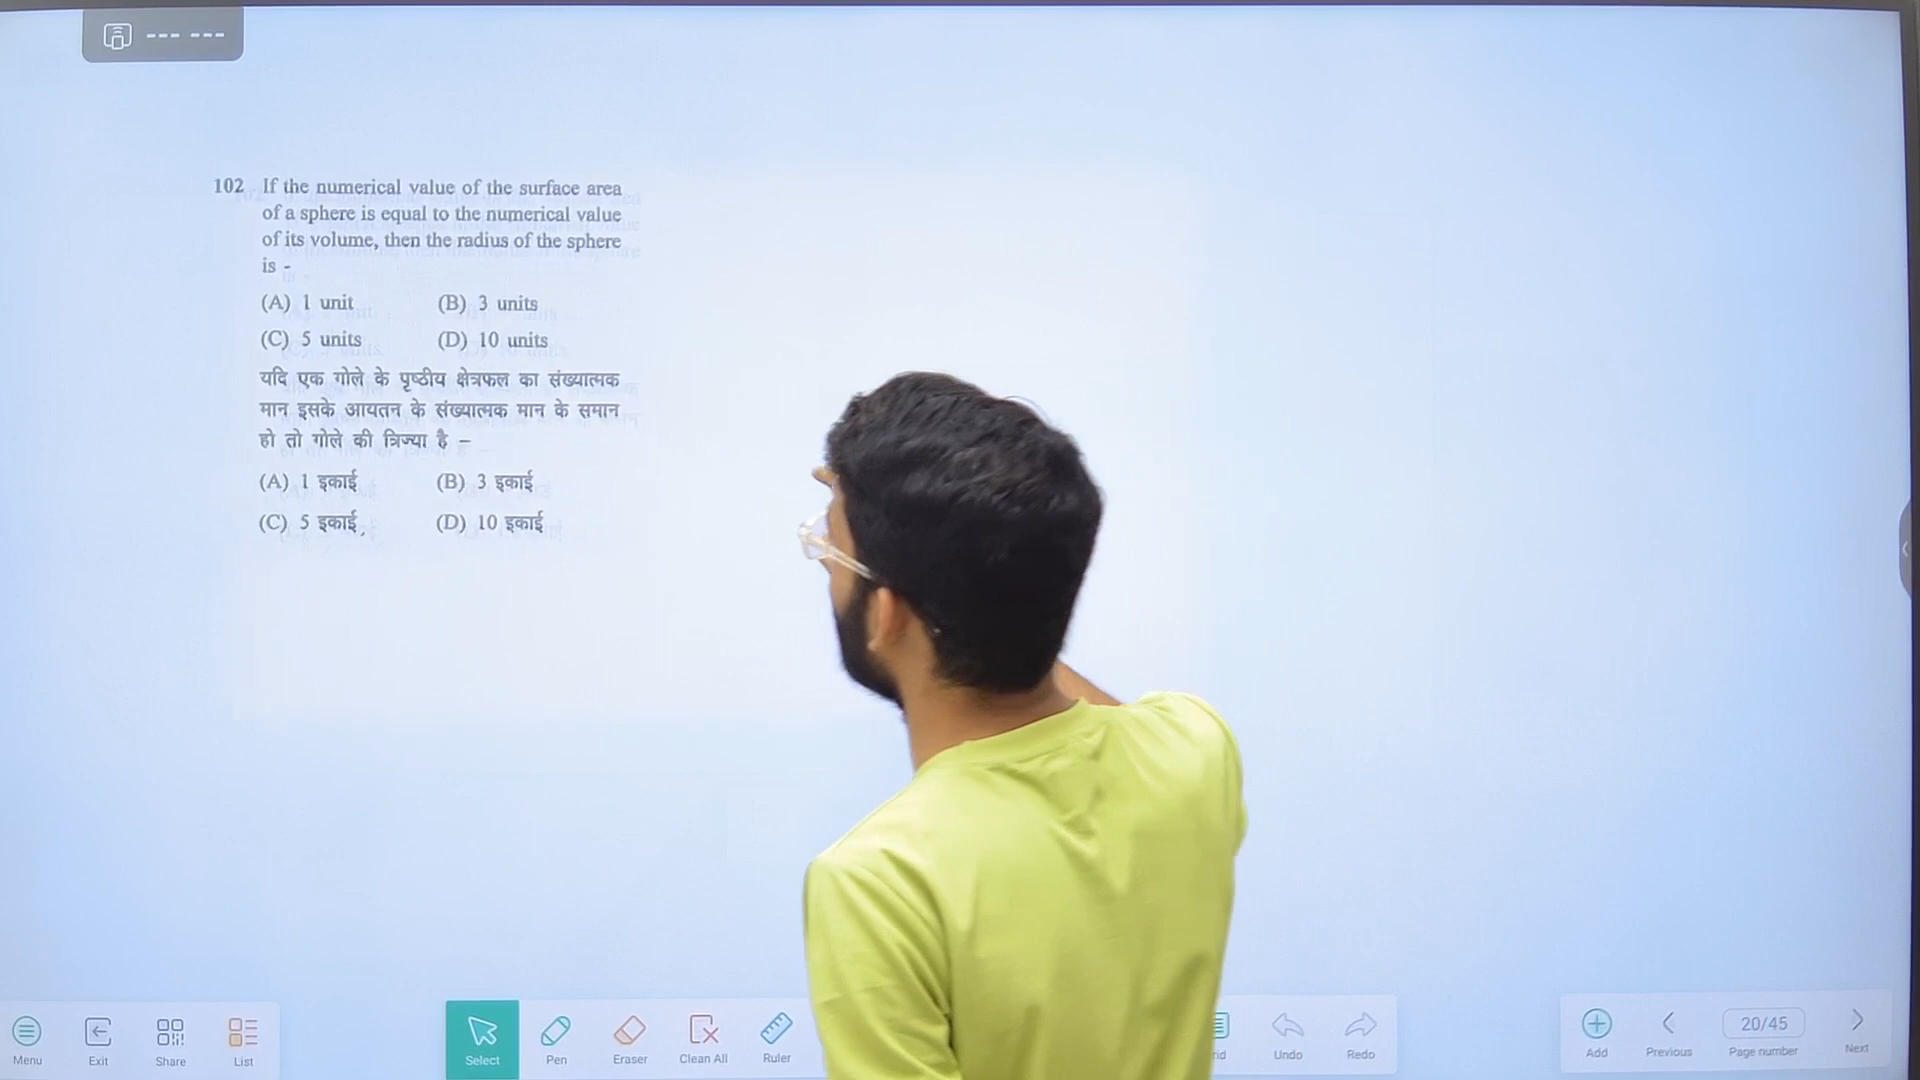 --- ---
102 If the numerical value of the surface area
of a sphere is equal to the numerical value
of its volume, then the radius of the sphere
is -
(A) 1 unit (B) 3 units
(C) 5 units (D) 10 units
यदि एक गोले के पृष्ठीय क्षेत्रफल का संख्यात्मक
मान इसके आयतन के संख्यात्मक मान के समान
हो तो गोले की त्रिज्या है –
(A) 1 इकाई (B) 3 इकाई
(C) 5 इकाई (D) 10 इकाई
Menu Exit Share List Select Pen Eraser Clean All Ruler Undo Redo Add Previous 20/45 Page number Next